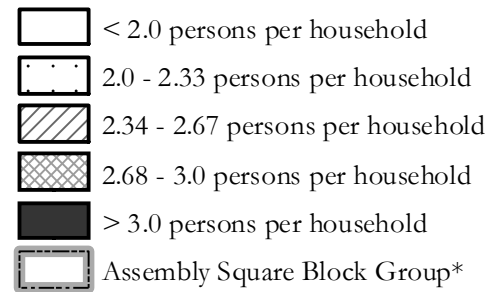 < 2.0 persons per household
2.0 - 2.33 persons per household
2.34 - 2.67 persons per household
2.68 - 3.0 persons per household
> 3.0 persons per household
Assembly Square Block Group*